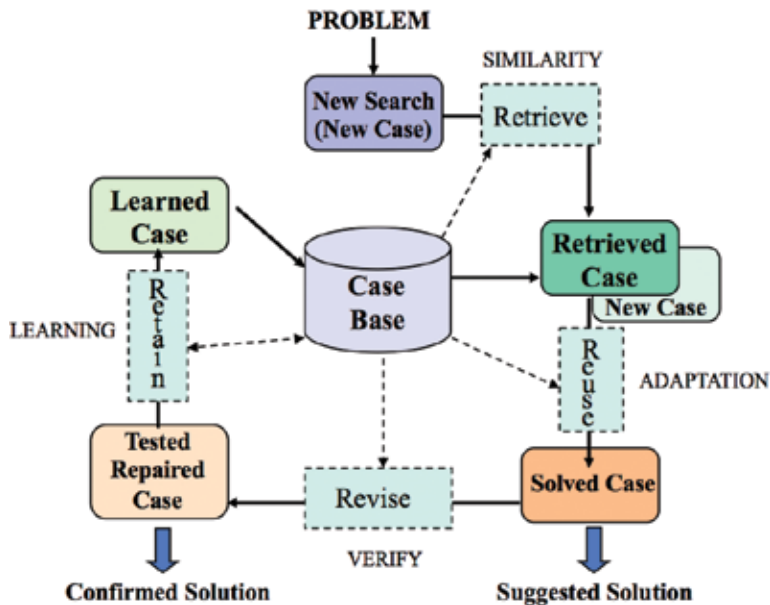 PROBLEM
SIMILARITY
New Search
(New Case)
Retrieve
Learned
Case
Retrieved
Case
New Case
Case
Base
LEARNING
Retain
Reuse
ADAPTATION
Tested
Repaired
Case
Revise
Solved Case
VERIFY
Confirmed Solution
Suggested Solution